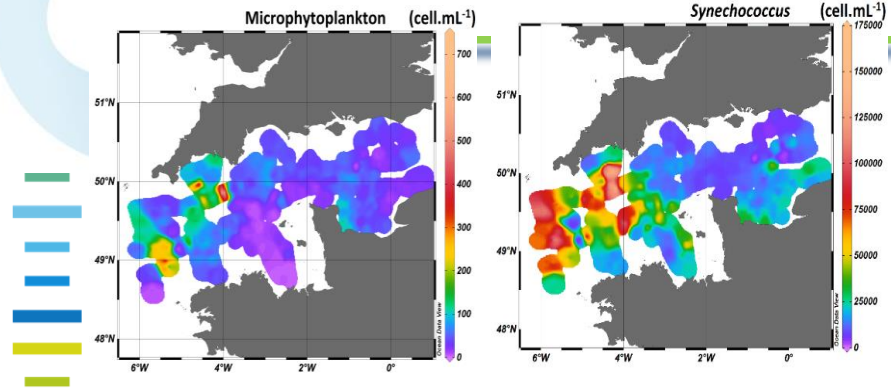 Microphytoplankton (cell.mL-1)
51°N
50°N
49°N
48°N
6°W
4°W
2°W
0°
700
600
500
400
300
200
100
0
Ocean Data View
Synechococcus (cell.mL-1)
51°N
50°N
49°N
48°N
6°W
4°W
2°W
0°
175000
150000
125000
100000
75000
50000
25000
0
Ocean Data View